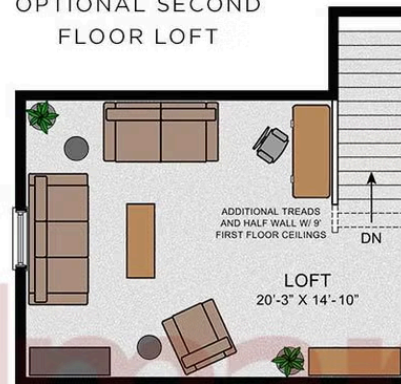 OPTIONAL SECOND
FLOOR LOFT
ADDITIONAL TREADS
AND HALF WALL W/ 9'
FIRST FLOOR CEILINGS
DN
LOFT
20'-3" X 14'-10"